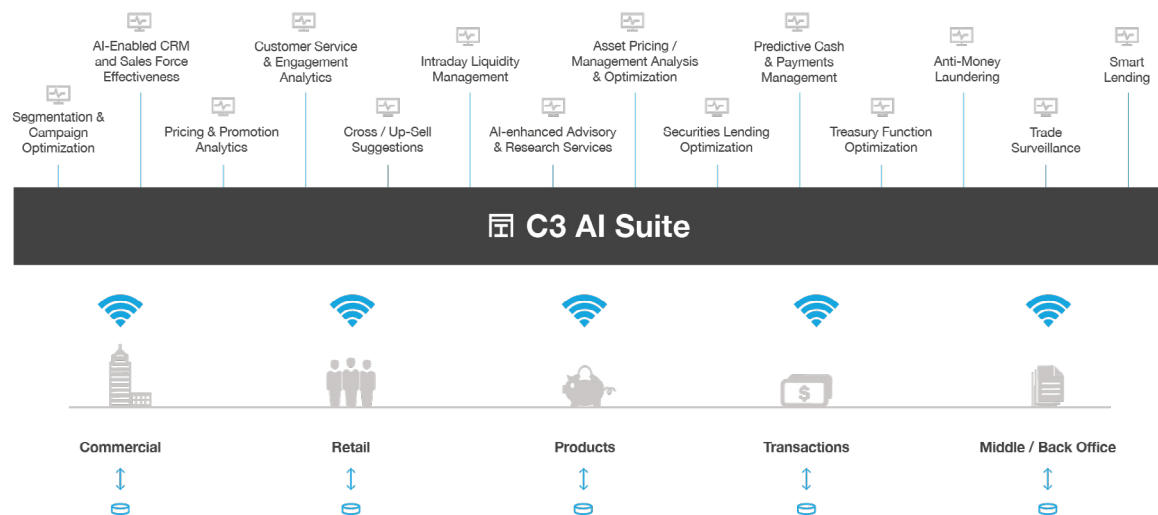 AI-Enabled CRM
and Sales Force
Effectiveness
Customer Service
& Engagement
Analytics
Intraday Liquidity
Management
Asset Pricing /
Management Analysis
& Optimization
Predictive Cash
& Payments
Management
Anti-Money
Laundering
Smart
Lending
Segmentation &
Campaign
Optimization
Pricing & Promotion
Analytics
Cross / Up-Sell
Suggestions
AI-enhanced Advisory
& Research Services
Securities Lending
Optimization
Treasury Function
Optimization
Trade
Surveillance
C3 AI Suite
$
Commercial
Retail
Products
Transactions
Middle / Back Office